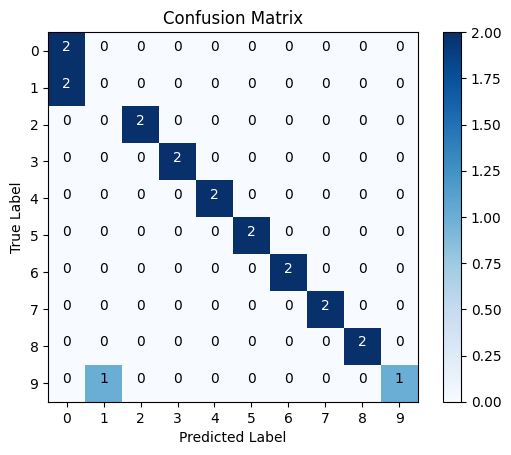 Confusion Matrix
True Label
0 2 0 0 0 0 0 0 0 0 0
1 2 0 0 0 0 0 0 0 0 0
2 0 0 2 0 0 0 0 0 0 0
3 0 0 0 2 0 0 0 0 0 0
4 0 0 0 0 2 0 0 0 0 0
5 0 0 0 0 0 2 0 0 0 0
6 0 0 0 0 0 0 2 0 0 0
7 0 0 0 0 0 0 0 2 0 0
8 0 0 0 0 0 0 0 0 2 0
9 0 1 0 0 0 0 0 0 0 1
0 1 2 3 4 5 6 7 8 9
Predicted Label
2.00
1.75
1.50
1.25
1.00
0.75
0.50
0.25
0.00